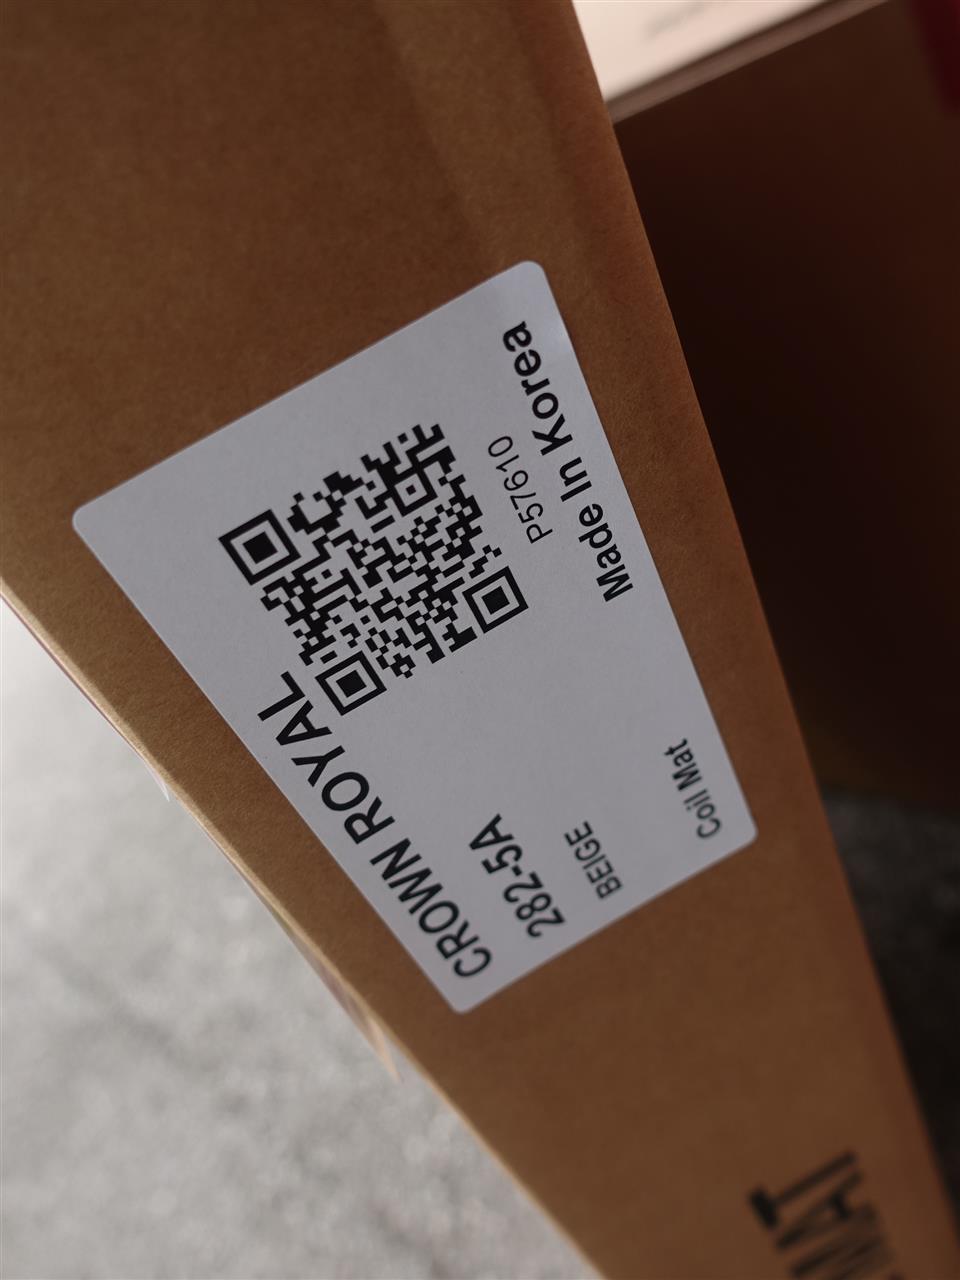 CROWN ROYAL
282-5A
BEIGE
P57610
Coil Mat
Made In Korea
MAT